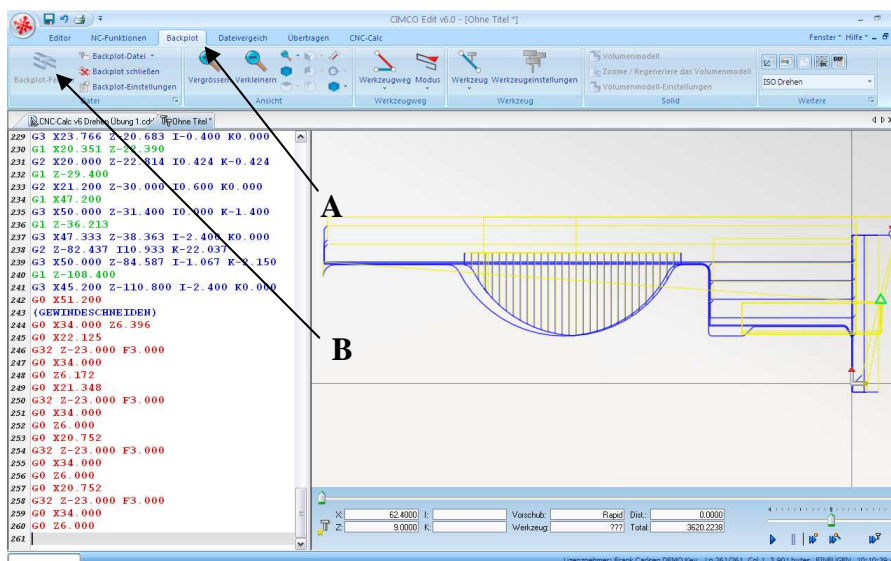 CIMCO Edit v6.0 - [Ohne Titel *]
Editor NC-Funktionen Backplot Dateivergleich Übertragen CNC-Calc Fenster Hilfe
Backplot-Datei
Backplot schließen
Backplot-Einstellungen
Datei
Vergrössern Verkleinern
Ansicht
Werkzeugweg Modus
Werkzeugweg
Werkzeug Werkzeugeinstellungen
Werkzeug
Volumenmodell
Zoome / Regeneriere das Volumenmodell
Volumenmodell-Einstellungen
Solid
ISO Drehen
Weitere
CNC-Calc v6 Drehen Übung 1.cdd Ohne Titel *
229 G3 X23.766 Z-20.683 I-0.400 K0.000
230 G1 X20.351 Z-22.390
231 G2 X20.000 Z-22.814 I0.424 K-0.424
232 G1 Z-29.400
233 G2 X21.200 Z-30.000 I0.600 K0.000
234 G1 X47.200
235 G3 X50.000 Z-31.400 I0.000 K-1.400
236 G1 Z-36.213
237 G3 X47.333 Z-38.363 I-2.400 K0.000
238 G2 Z-82.437 I10.933 K-22.037
239 G3 X50.000 Z-84.587 I-1.067 K-2.150
240 G1 Z-108.400
241 G3 X45.200 Z-110.800 I-2.400 K0.000
242 G0 X51.200
243 (GEWINDESCHNEIDEN)
244 G0 X34.000 Z6.396
245 G0 X22.125
246 G32 Z-23.000 F3.000
247 G0 X34.000
248 G0 Z6.172
249 G0 X21.348
250 G32 Z-23.000 F3.000
251 G0 X34.000
252 G0 Z6.000
253 G0 X20.752
254 G32 Z-23.000 F3.000
255 G0 X34.000
256 G0 Z6.000
257 G0 X20.752
258 G32 Z-23.000 F3.000
259 G0 X34.000
260 G0 Z6.000
261
A
B
X: 62.4000 I: Vorschub: Rapid Dist.: 0.0000
Z: 9.0000 K: Werkzeug: ??? Total: 3620.2238